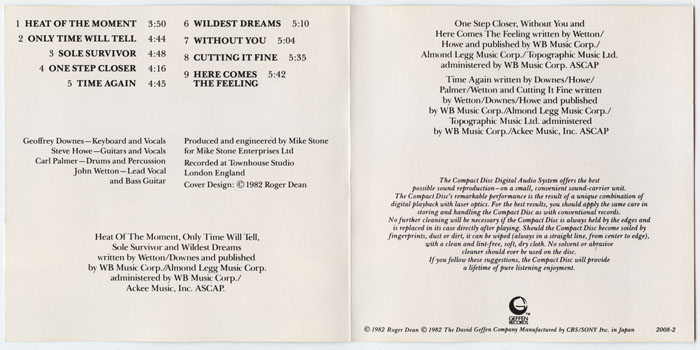 1 HEAT OF THE MOMENT 3:50
2 ONLY TIME WILL TELL 4:44
3 SOLE SURVIVOR 4:48
4 ONE STEP CLOSER 4:16
5 TIME AGAIN 4:45
6 WILDEST DREAMS 5:10
7 WITHOUT YOU 5:04
8 CUTTING IT FINE 5:35
9 HERE COMES 5:42
THE FEELING
Geoffrey Downes—Keyboard and Vocals
Steve Howe—Guitars and Vocals
Carl Palmer—Drums and Percussion
John Wetton—Lead Vocal
and Bass Guitar
Produced and engineered by Mike Stone
for Mike Stone Enterprises Ltd
Recorded at Townhouse Studio
London England
Cover Design: © 1982 Roger Dean
Heat Of The Moment, Only Time Will Tell,
Sole Survivor and Wildest Dreams
written by Wetton/Downes and published
by WB Music Corp./Almond Legg Music Corp.
administered by WB Music Corp./
Ackee Music, Inc. ASCAP.
One Step Closer, Without You and
Here Comes The Feeling written by Wetton/
Howe and published by WB Music Corp./
Almond Legg Music Corp./Topographic Music Ltd.
administered by WB Music Corp. ASCAP
Time Again written by Downes/Howe/
Palmer/Wetton and Cutting It Fine written
by Wetton/Downes/Howe and published
by WB Music Corp./Almond Legg Music Corp./
Topographic Music Ltd. administered
by WB Music Corp./Ackee Music, Inc. ASCAP
The Compact Disc Digital Audio System offers the best
possible sound reproduction—on a small, convenient sound-carrier unit.
The Compact Disc's remarkable performance is the result of a unique combination of
digital playback with laser optics. For the best results, you should apply the same care in
storing and handling the Compact Disc as with conventional records.
No further cleaning will be necessary if the Compact Disc is always held by the edges and
is replaced in its case directly after playing. Should the Compact Disc become soiled by
fingerprints, dust or dirt, it can be wiped (always in a straight line, from center to edge),
with a clean and lint-free, soft, dry cloth. No solvent or abrasive
cleaner should ever be used on the disc.
If you follow these suggestions, the Compact Disc will provide
a lifetime of pure listening enjoyment.
GEFFEN
RECORDS
© 1982 Roger Dean © 1982 The David Geffen Company Manufactured by CBS/SONY Inc. in Japan 2008-2